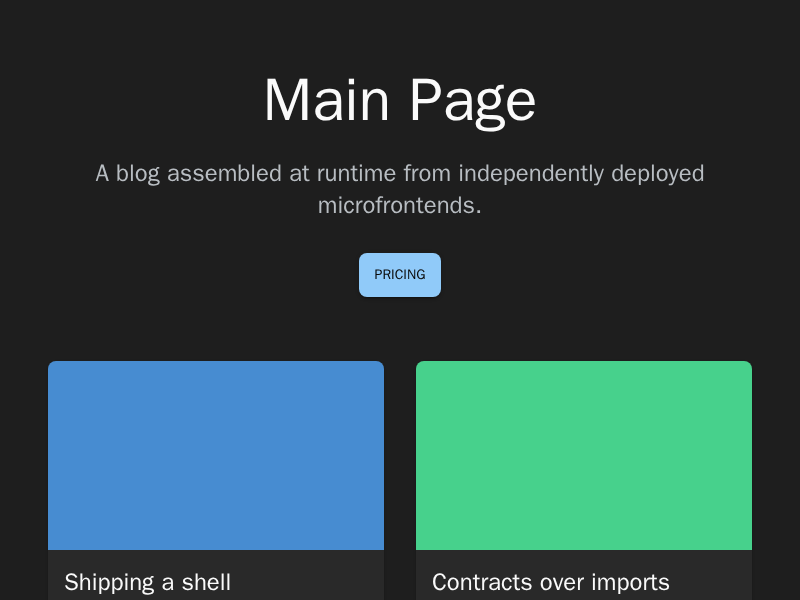 Main Page
A blog assembled at runtime from independently deployed
microfrontends.
PRICING
Shipping a shell
Contracts over imports